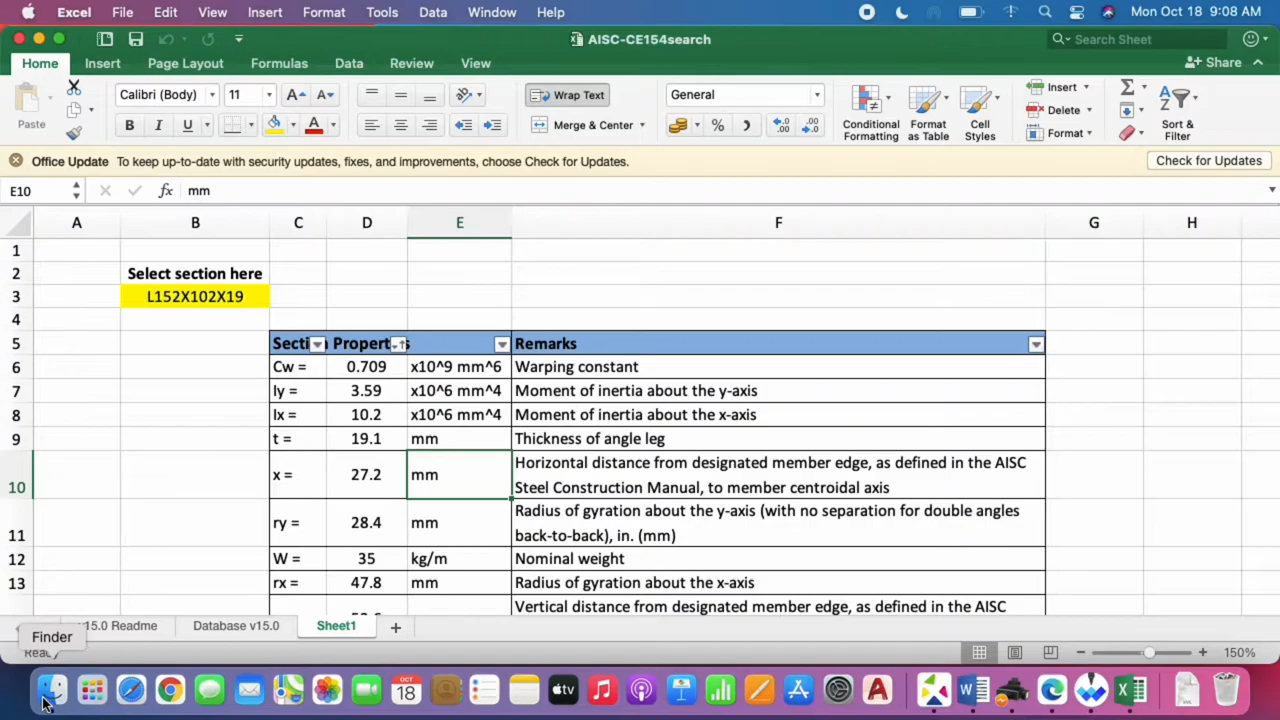 Excel File Edit View Insert Format Tools Data Window Help Mon Oct 18 9:08 AM
AISC-CE154search
Search Sheet
Home Insert Page Layout Formulas Data Review View Share
Paste
Calibri (Body) 11
Wrap Text
General
Merge & Center
Conditional Formatting
Format as Table
Cell Styles
Insert
Delete
Format
Sort & Filter
Office Update To keep up-to-date with security updates, fixes, and improvements, choose Check for Updates. Check for Updates
E10 fx mm
A B C D E F G H
1
2 Select section here
3 L152X102X19
4
5 Secti Propert s Remarks
6 Cw = 0.709 x10^9 mm^6 Warping constant
7 Iy = 3.59 x10^6 mm^4 Moment of inertia about the y-axis
8 Ix = 10.2 x10^6 mm^4 Moment of inertia about the x-axis
9 t = 19.1 mm Thickness of angle leg
10 x = 27.2 mm Horizontal distance from designated member edge, as defined in the AISC
Steel Construction Manual, to member centroidal axis
11 ry = 28.4 mm Radius of gyration about the y-axis (with no separation for double angles
back-to-back), in. (mm)
12 W = 35 kg/m Nominal weight
13 rx = 47.8 mm Radius of gyration about the x-axis
Vertical distance from designated member edge, as defined in the AISC
v15.0 Readme Database v15.0 Sheet1
Finder
Ready 150%
OCT
18
tv